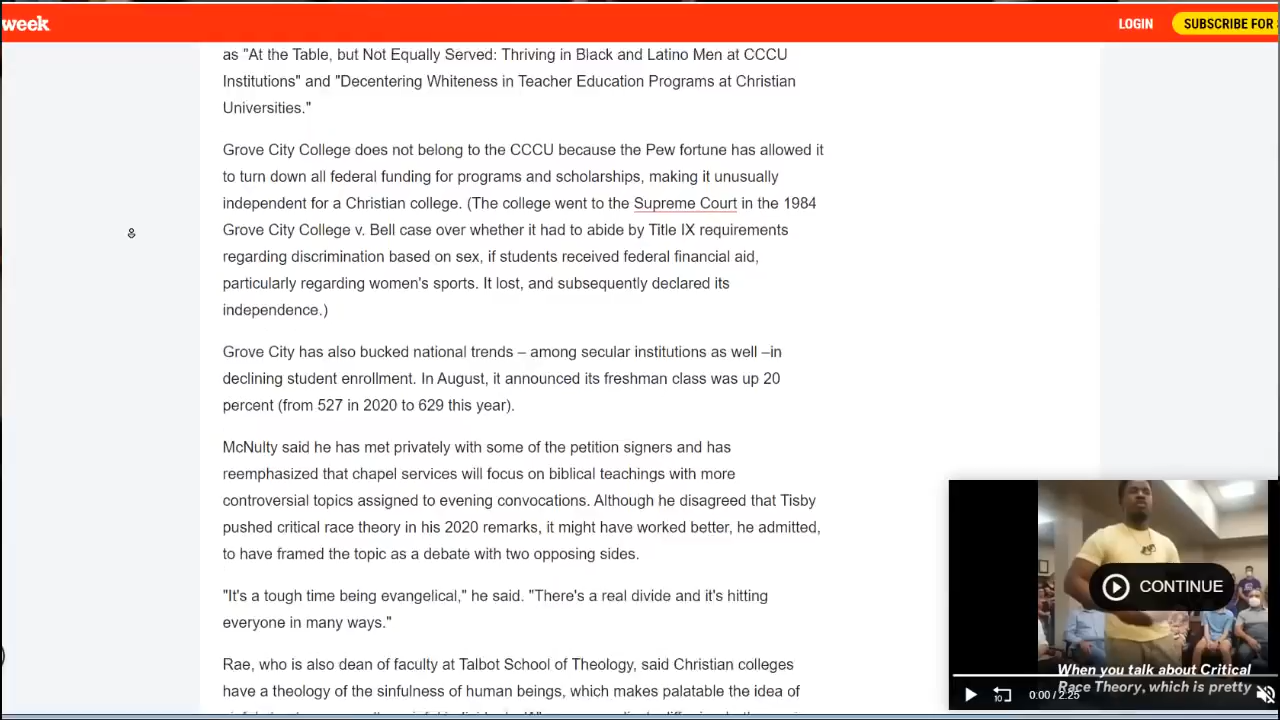 week
LOGIN
SUBSCRIBE FOR
as "At the Table, but Not Equally Served: Thriving in Black and Latino Men at CCCU
Institutions" and "Decentering Whiteness in Teacher Education Programs at Christian
Universities."
Grove City College does not belong to the CCCU because the Pew fortune has allowed it
to turn down all federal funding for programs and scholarships, making it unusually
independent for a Christian college. (The college went to the Supreme Court in the 1984
Grove City College v. Bell case over whether it had to abide by Title IX requirements
regarding discrimination based on sex, if students received federal financial aid,
particularly regarding women's sports. It lost, and subsequently declared its
independence.)
Grove City has also bucked national trends – among secular institutions as well –in
declining student enrollment. In August, it announced its freshman class was up 20
percent (from 527 in 2020 to 629 this year).
McNulty said he has met privately with some of the petition signers and has
reemphasized that chapel services will focus on biblical teachings with more
controversial topics assigned to evening convocations. Although he disagreed that Tisby
pushed critical race theory in his 2020 remarks, it might have worked better, he admitted,
to have framed the topic as a debate with two opposing sides.
"It's a tough time being evangelical," he said. "There's a real divide and it's hitting
everyone in many ways."
Rae, who is also dean of faculty at Talbot School of Theology, said Christian colleges
have a theology of the sinfulness of human beings, which makes palatable the idea of
CONTINUE
When you talk about Critical
Race Theory, which is pretty
10
0:00 / 2:25